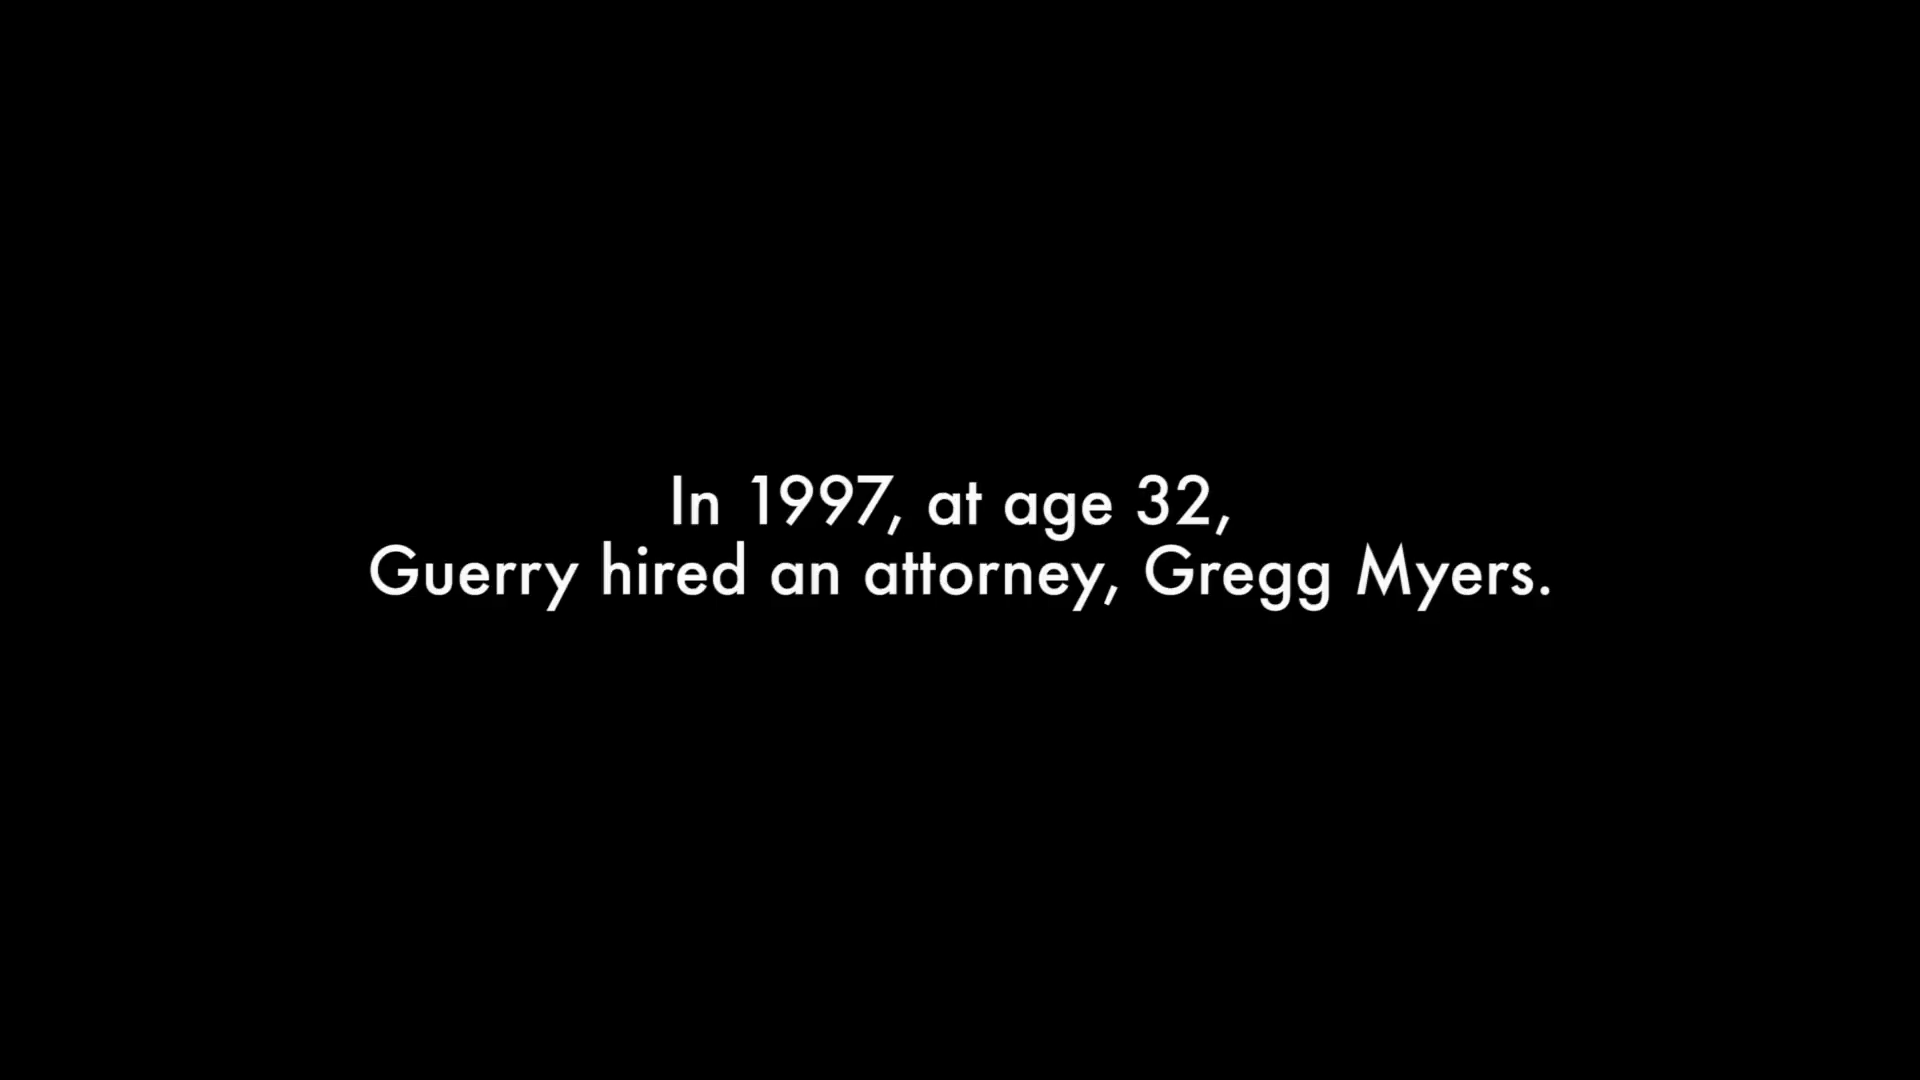 In 1997, at age 32,
Guerry hired an attorney, Gregg Myers.